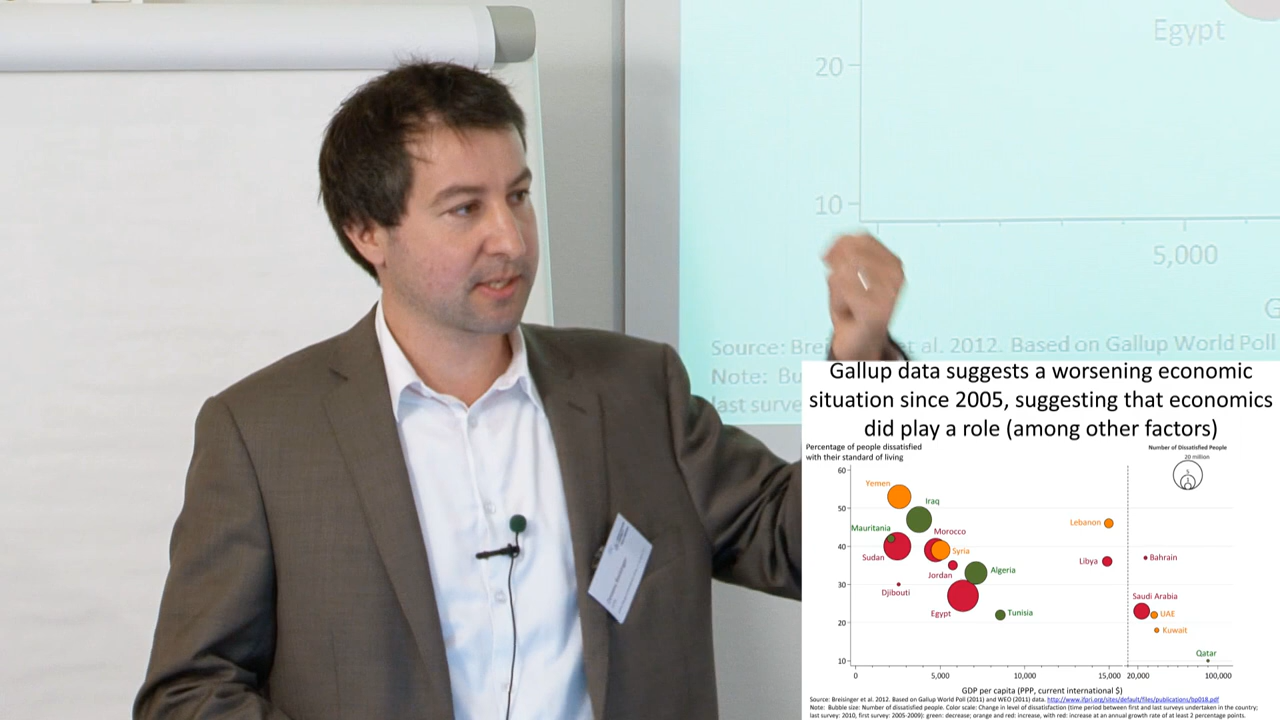 Egypt
20
10
5,000
G
Source: Brei et al. 2012. Based on Gallup World Poll
Note: Bu
last surve
Gallup data suggests a worsening economic
situation since 2005, suggesting that economics
did play a role (among other factors)
Percentage of people dissatisfied
with their standard of living
Number of Dissatisfied People
20 million
5
1
60
50
40
30
20
10
Yemen
Iraq
Mauritania
Morocco
Sudan
Syria
Jordan
Algeria
Djibouti
Egypt
Tunisia
Lebanon
Libya
Bahrain
Saudi Arabia
UAE
Kuwait
Qatar
0
5,000
10,000
15,000
20,000
100,000
GDP per capita (PPP, current international $)
Source: Breisinger et al. 2012. Based on Gallup World Poll (2011) and WEO (2011) data. http://www.ifpri.org/sites/default/files/publications/bp018.pdf
Note: Bubble size: Number of dissatisfied people. Color scale: Change in level of dissatisfaction (time period between first and last surveys undertaken in the country;
last survey: 2010, first survey: 2005-2009): green: decrease; orange and red: increase, with red: increase at an annual growth rate of at least 2 percentage points.